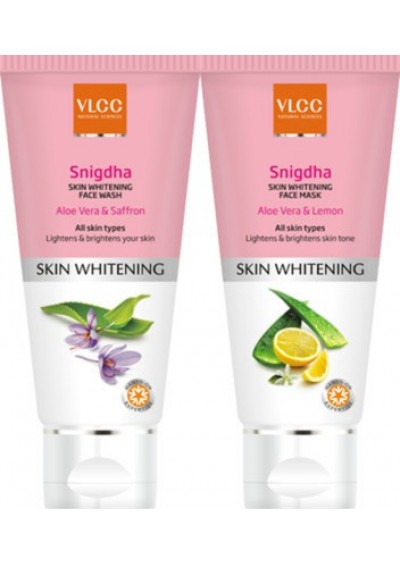 VLCC
NATURAL SCIENCES
Snigdha
SKIN WHITENING
FACE WASH
Aloe Vera & Saffron
All skin types
Lightens & brightens your skin
SKIN WHITENING
VLCC
NATURAL SCIENCES
Snigdha
SKIN WHITENING
FACE MASK
Aloe Vera & Lemon
All skin types
Lightens & brightens skin tone
SKIN WHITENING